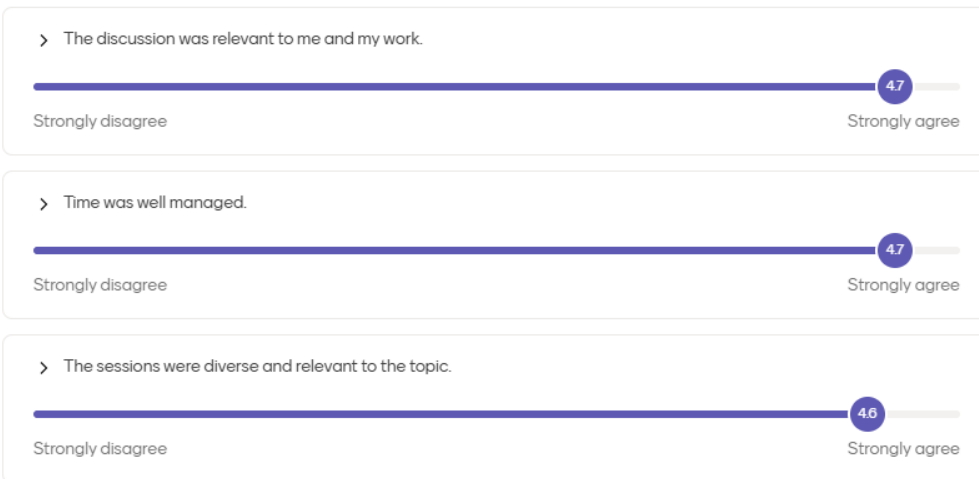 The discussion was relevant to me and my work.
4.7
Strongly disagree Strongly agree
Time was well managed.
4.7
Strongly disagree Strongly agree
The sessions were diverse and relevant to the topic.
4.6
Strongly disagree Strongly agree